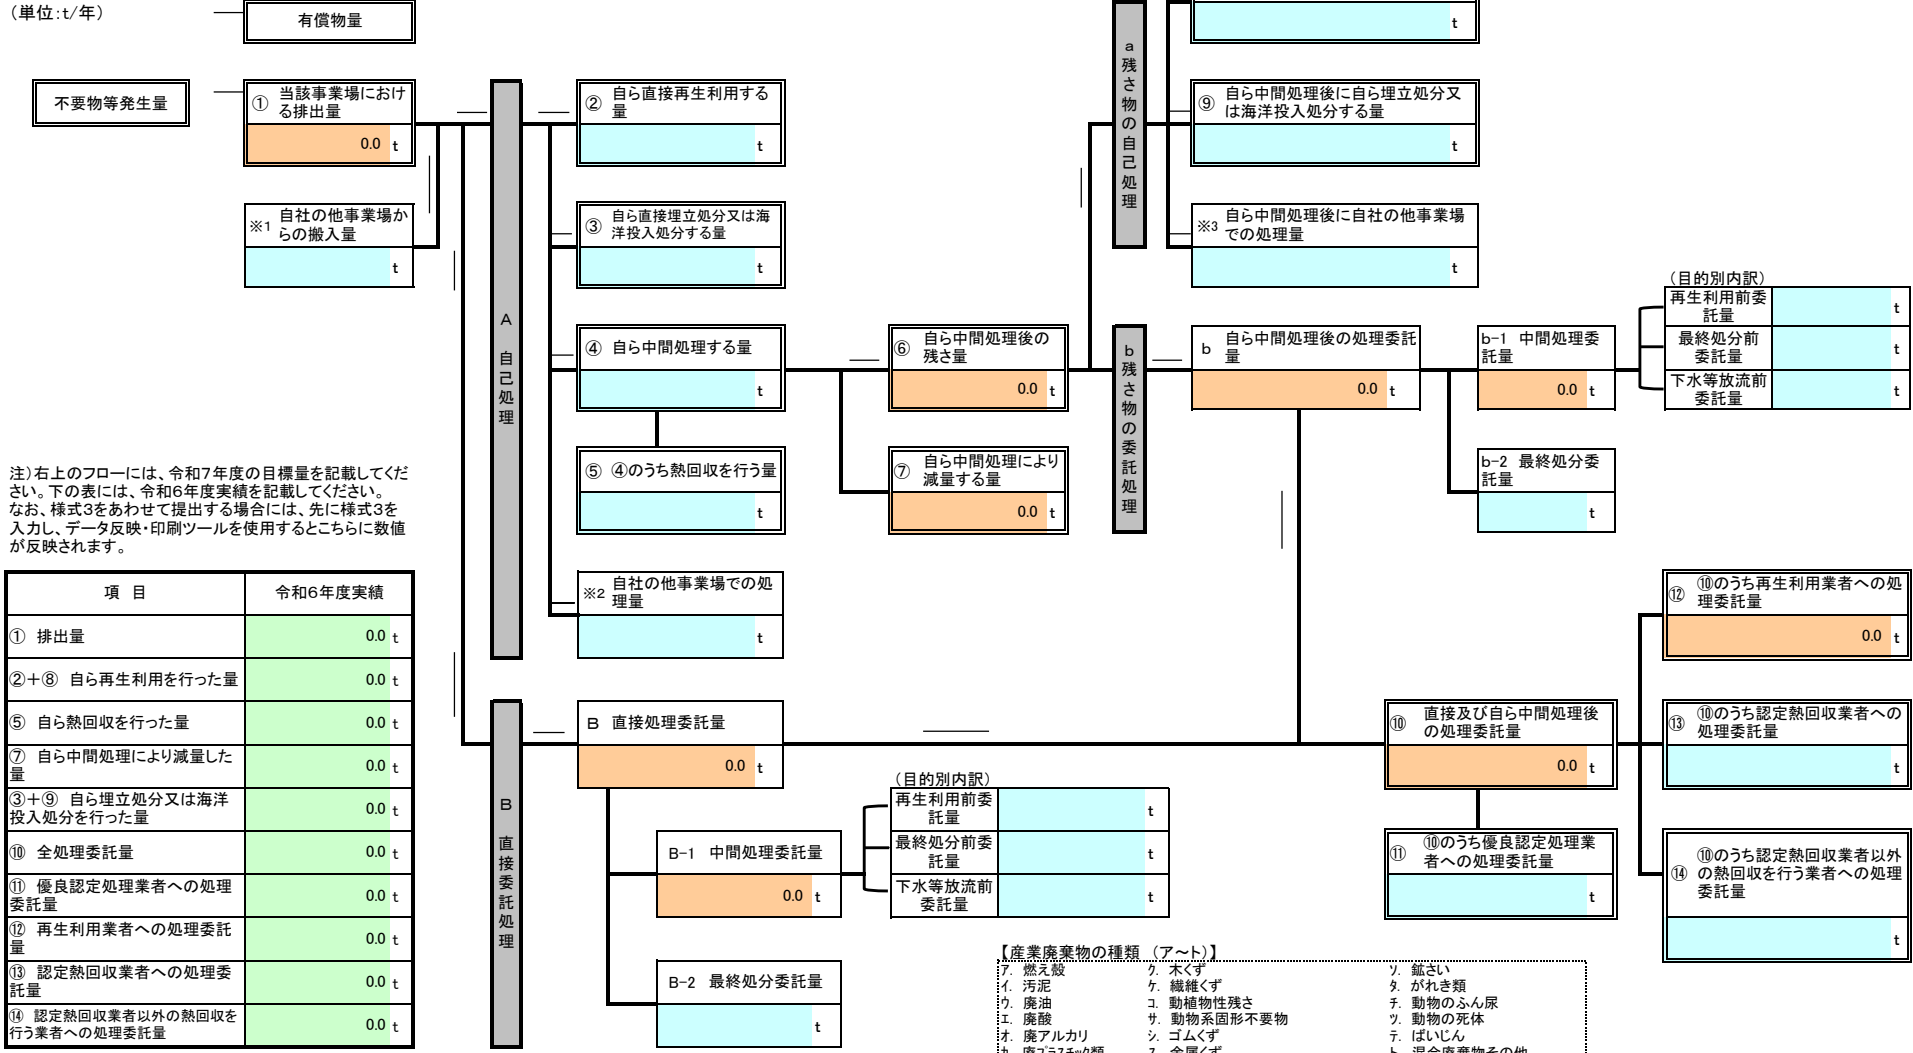 (単位:t/年)
有償物量
t
不要物等発生量
① 当該事業場におけ
る排出量
0.0 t
※1 自社の他事業場か
らの搬入量
t
A 自己処理
② 自ら直接再生利用する
量
t
③ 自ら直接埋立処分又は海
洋投入処分する量
t
④ 自ら中間処理する量
t
⑤ ④のうち熱回収を行う量
t
※2 自社の他事業場での処
理量
t
⑥ 自ら中間処理後の
残さ量
0.0 t
⑦ 自ら中間処理により
減量する量
0.0 t
a 残さ物の自己処理
⑨ 自ら中間処理後に自ら埋立処分又
は海洋投入処分する量
t
※3 自ら中間処理後に自社の他事業場
での処理量
t
b 残さ物の委託処理
b 自ら中間処理後の処理委託
量
0.0 t
b-1 中間処理委
託量
0.0 t
b-2 最終処分委
託量
t
(目的別内訳)
再生利用前委
託量
t
最終処分前
委託量
t
下水等放流前
委託量
t
注)右上のフローには、令和7年度の目標量を記載してくだ
さい。下の表には、令和6年度実績を記載してください。
なお、様式3をあわせて提出する場合には、先に様式3を
入力し、データ反映・印刷ツールを使用するとこちらに数値
が反映されます。
項 目 令和6年度実績
① 排出量 0.0 t
②+⑧ 自ら再生利用を行った量 0.0 t
⑤ 自ら熱回収を行った量 0.0 t
⑦ 自ら中間処理により減量した
量 0.0 t
③+⑨ 自ら埋立処分又は海洋
投入処分を行った量 0.0 t
⑩ 全処理委託量 0.0 t
⑪ 優良認定処理業者への処理
委託量 0.0 t
⑫ 再生利用業者への処理委託
量 0.0 t
⑬ 認定熱回収業者への処理委
託量 0.0 t
⑭ 認定熱回収業者以外の熱回収を
行う業者への処理委託量 0.0 t
B 直接委託処理
B 直接処理委託量
0.0 t
B-1 中間処理委託量
0.0 t
B-2 最終処分委託量
t
(目的別内訳)
再生利用前委
託量
t
最終処分前委
託量
t
下水等放流前
委託量
t
⑩ 直接及び自ら中間処理後
の処理委託量
0.0 t
⑪ ⑩のうち優良認定処理業
者への処理委託量
t
⑫ ⑩のうち再生利用業者への処
理委託量
0.0 t
⑬ ⑩のうち認定熱回収業者への
処理委託量
t
⑭ ⑩のうち認定熱回収業者以外
の熱回収を行う業者への処理
委託量
t
【産業廃棄物の種類 (ア~ト)】
ア. 燃え殻 ク. 木くず ソ. 鉱さい
イ. 汚泥 ケ. 繊維くず タ. がれき類
ウ. 廃油 コ. 動植物性残さ チ. 動物のふん尿
エ. 廃酸 サ. 動物系固形不要物 ツ. 動物の死体
オ. 廃アルカリ シ. ゴムくず テ. ばいじん
カ. 廃プラスチック類 ス. 金属くず ト. 混合廃棄物その他